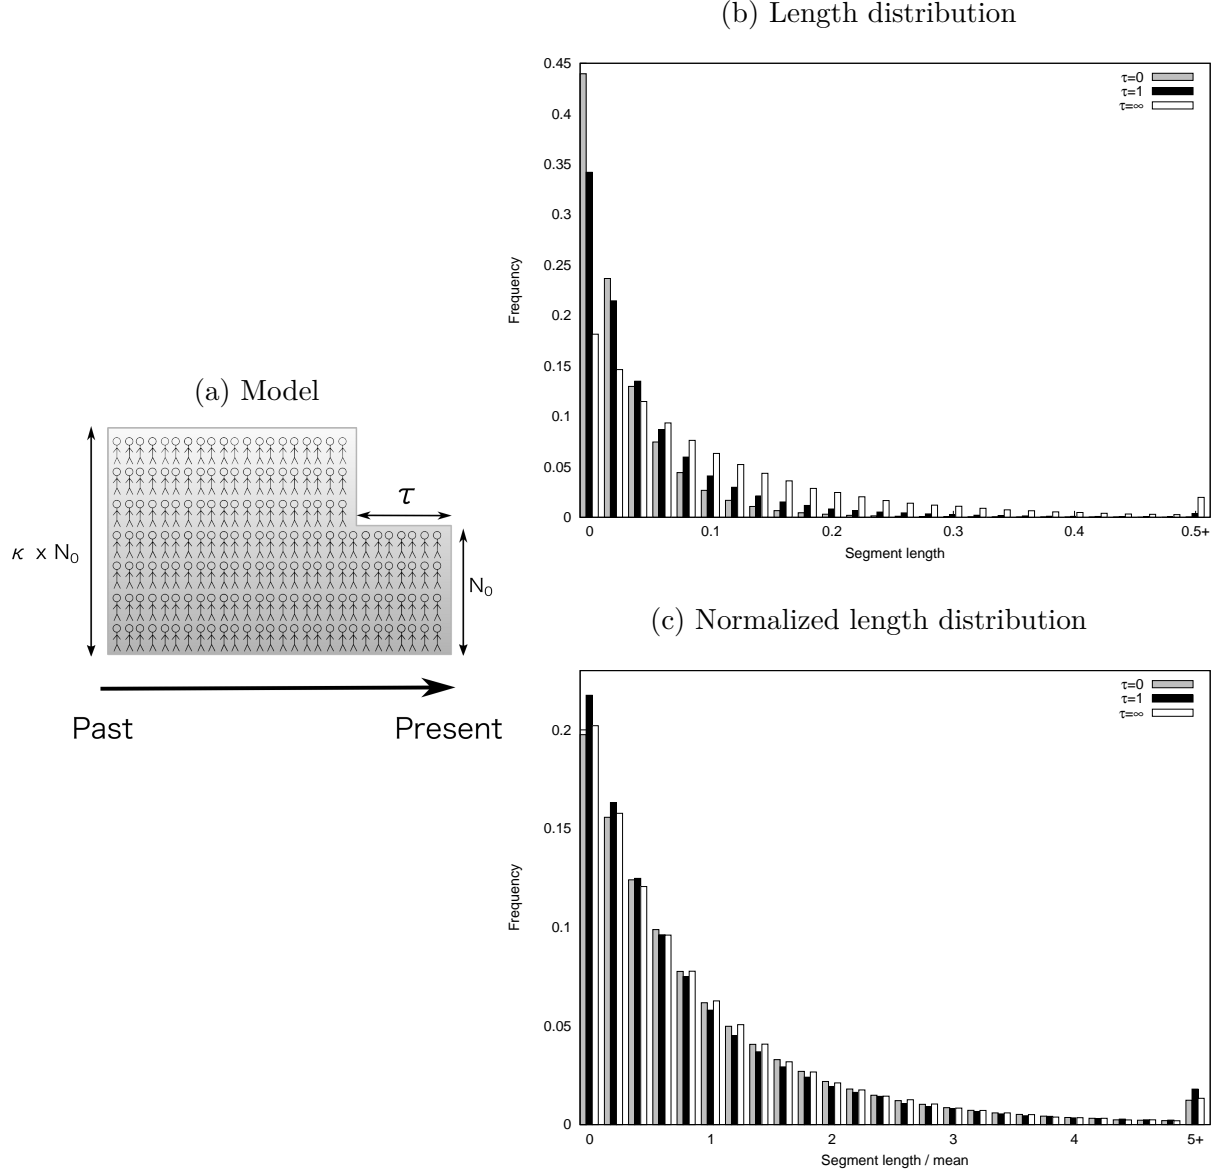 (b) Length distribution
0.45
0.4
0.35
0.3
0.25
0.2
0.15
0.1
0.05
0
Frequency
τ=0
τ=1
τ=∞
0 0.1 0.2 0.3 0.4 0.5+
Segment length
(a) Model
τ
κ x N₀
N₀
Past Present
(c) Normalized length distribution
0.2
0.15
0.1
0.05
0
Frequency
τ=0
τ=1
τ=∞
0 1 2 3 4 5+
Segment length / mean